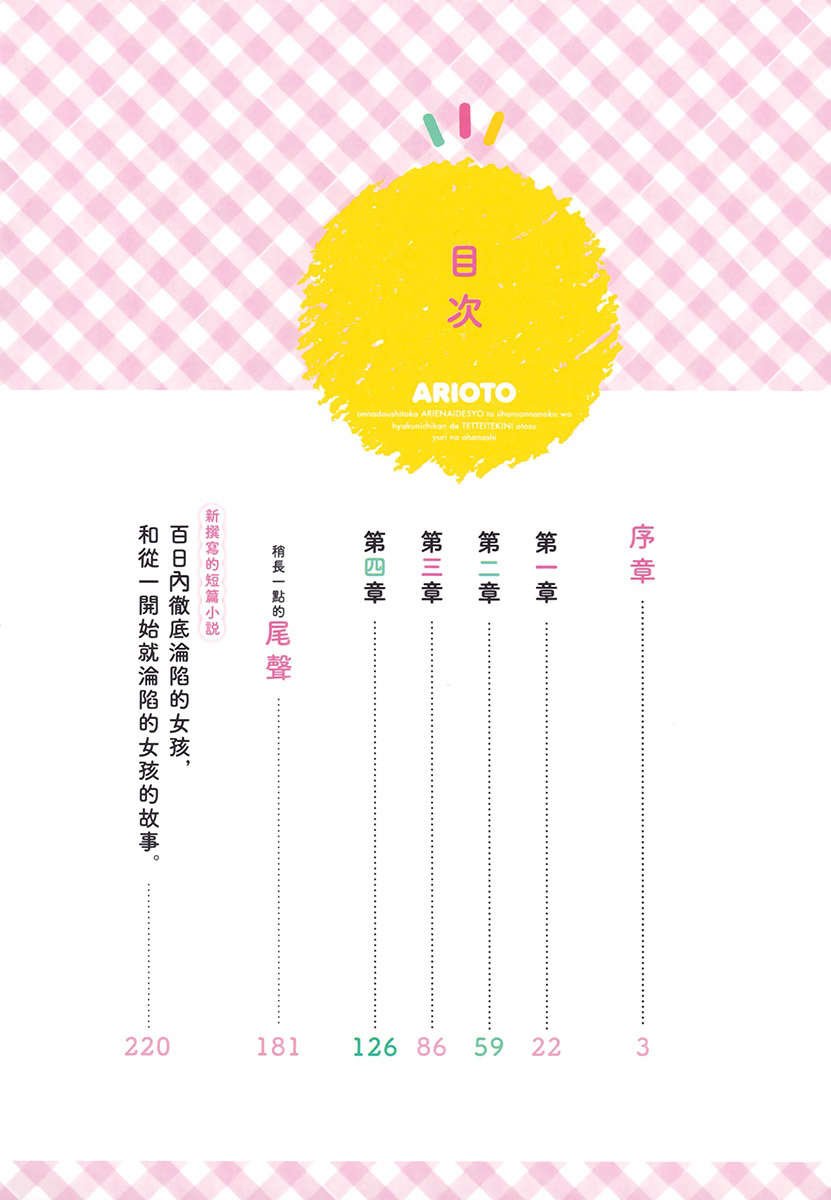 目次
ARIOTO
onnadoushitoka ARIENAIDESYO to iiharuonnanoko wo
hyakunichikan de TETTEITEKINI otosu
yuri no ohanashi
序章 3
第一章 22
第二章 59
第三章 86
第四章 126
稍長一點的尾聲 181
新撰寫的短篇小説
百日內徹底淪陷的女孩，
和從一開始就淪陷的女孩的故事。 220